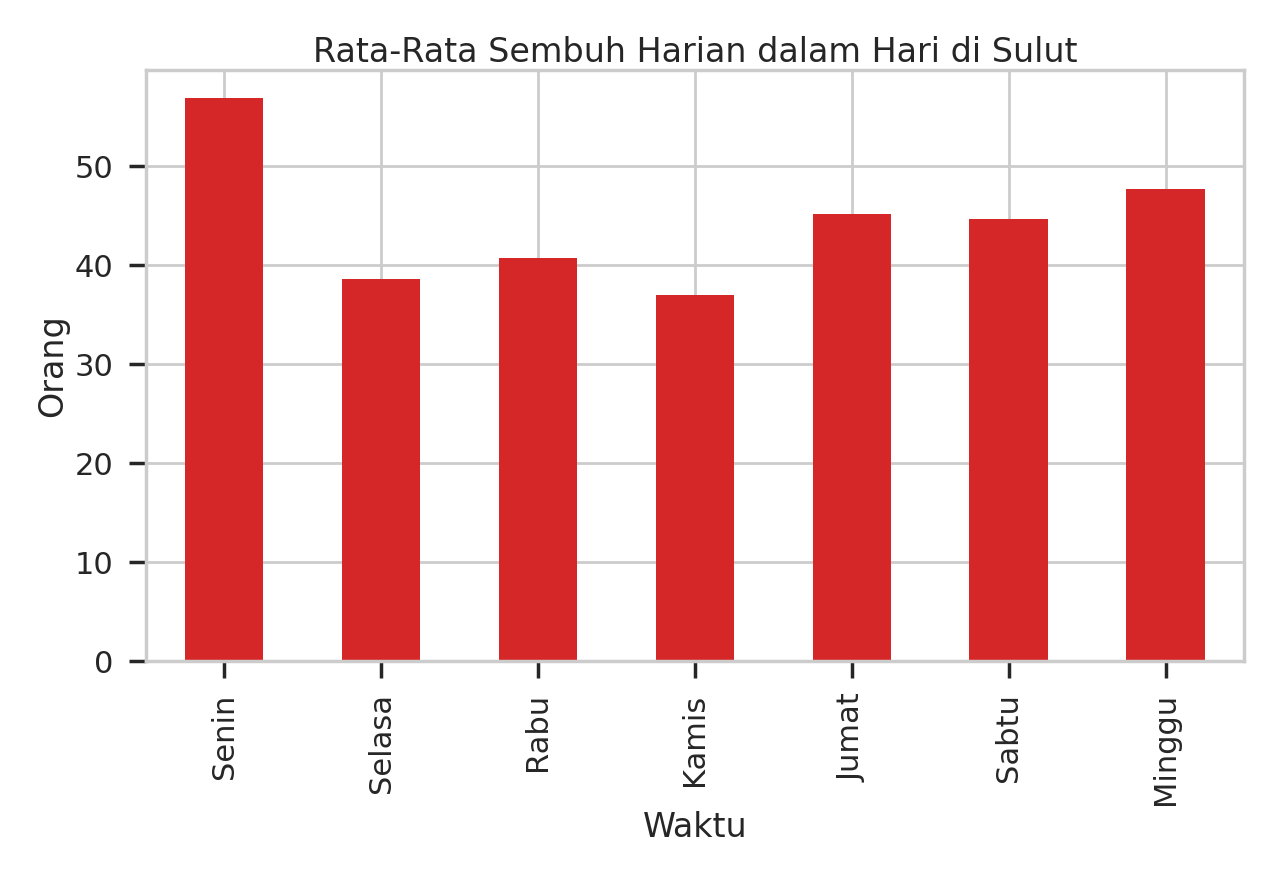 Rata-Rata Sembuh Harian dalam Hari di Sulut
Orang
50
40
30
20
10
0
Senin
Selasa
Rabu
Kamis
Jumat
Sabtu
Minggu
Waktu